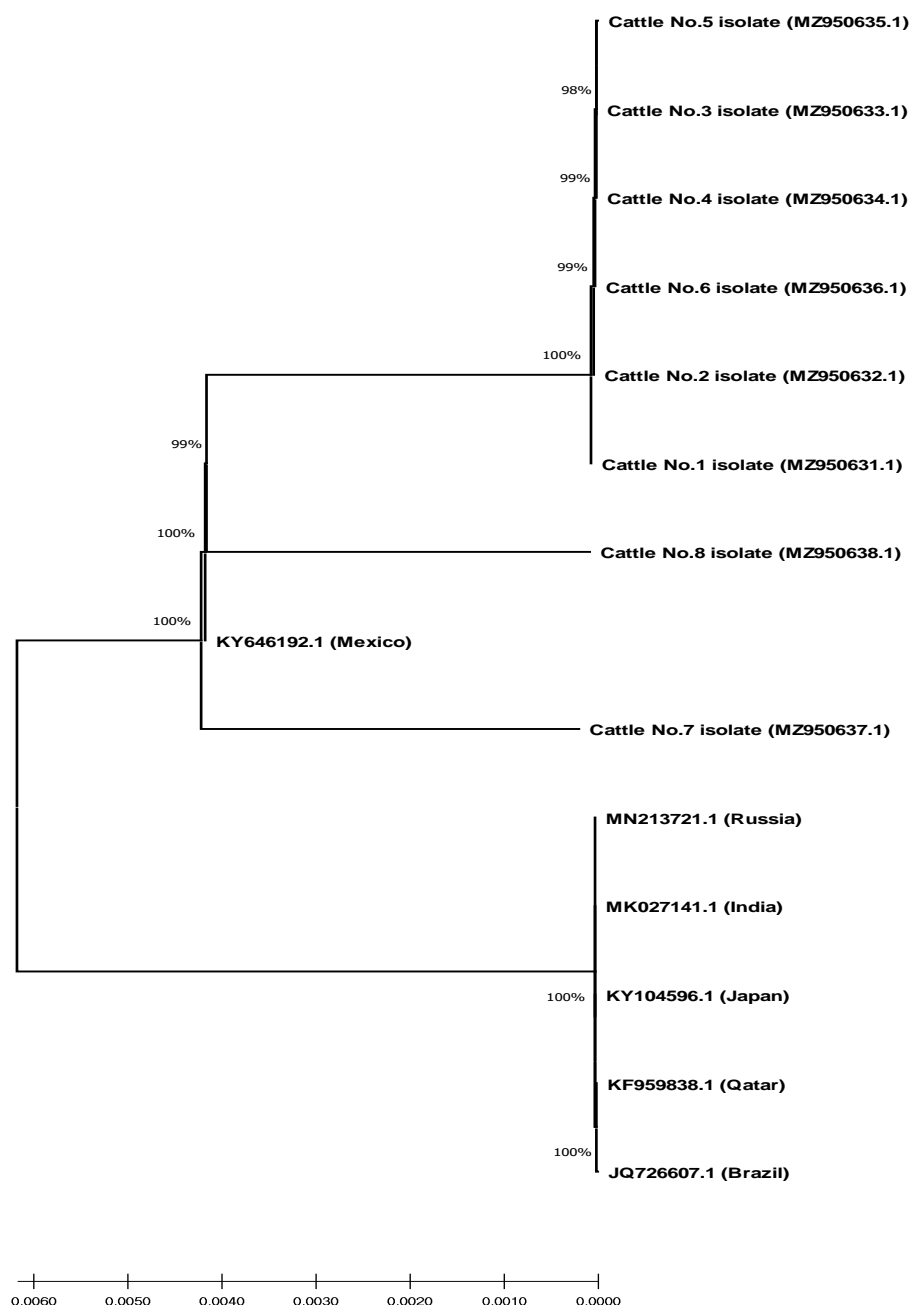 Cattle No.5 isolate (MZ950635.1)
98%
Cattle No.3 isolate (MZ950633.1)
99%
Cattle No.4 isolate (MZ950634.1)
99%
Cattle No.6 isolate (MZ950636.1)
100%
Cattle No.2 isolate (MZ950632.1)
99%
Cattle No.1 isolate (MZ950631.1)
100%
Cattle No.8 isolate (MZ950638.1)
100%
KY646192.1 (Mexico)
Cattle No.7 isolate (MZ950637.1)
MN213721.1 (Russia)
MK027141.1 (India)
100%
KY104596.1 (Japan)
KF959838.1 (Qatar)
100%
JQ726607.1 (Brazil)
0.0060 0.0050 0.0040 0.0030 0.0020 0.0010 0.0000